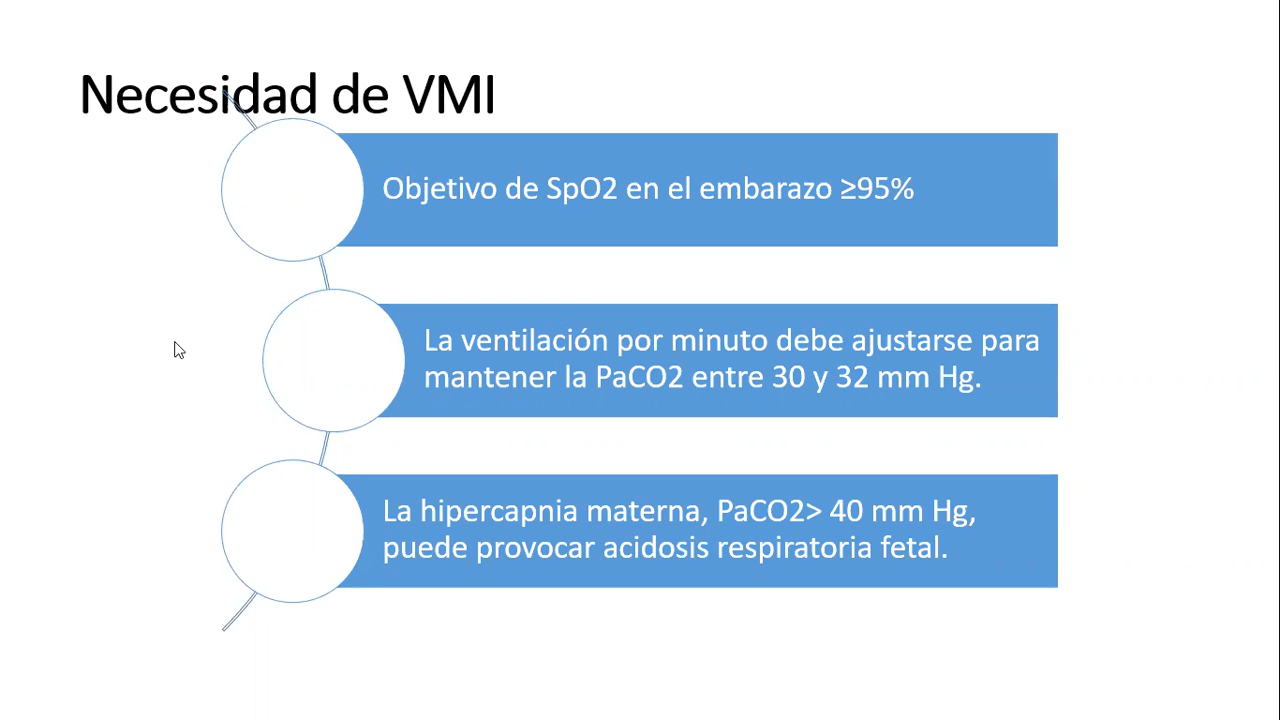 Necesidad de VMI
Objetivo de SpO2 en el embarazo ≥95%
La ventilación por minuto debe ajustarse para
mantener la PaCO2 entre 30 y 32 mm Hg.
La hipercapnia materna, PaCO2> 40 mm Hg,
puede provocar acidosis respiratoria fetal.